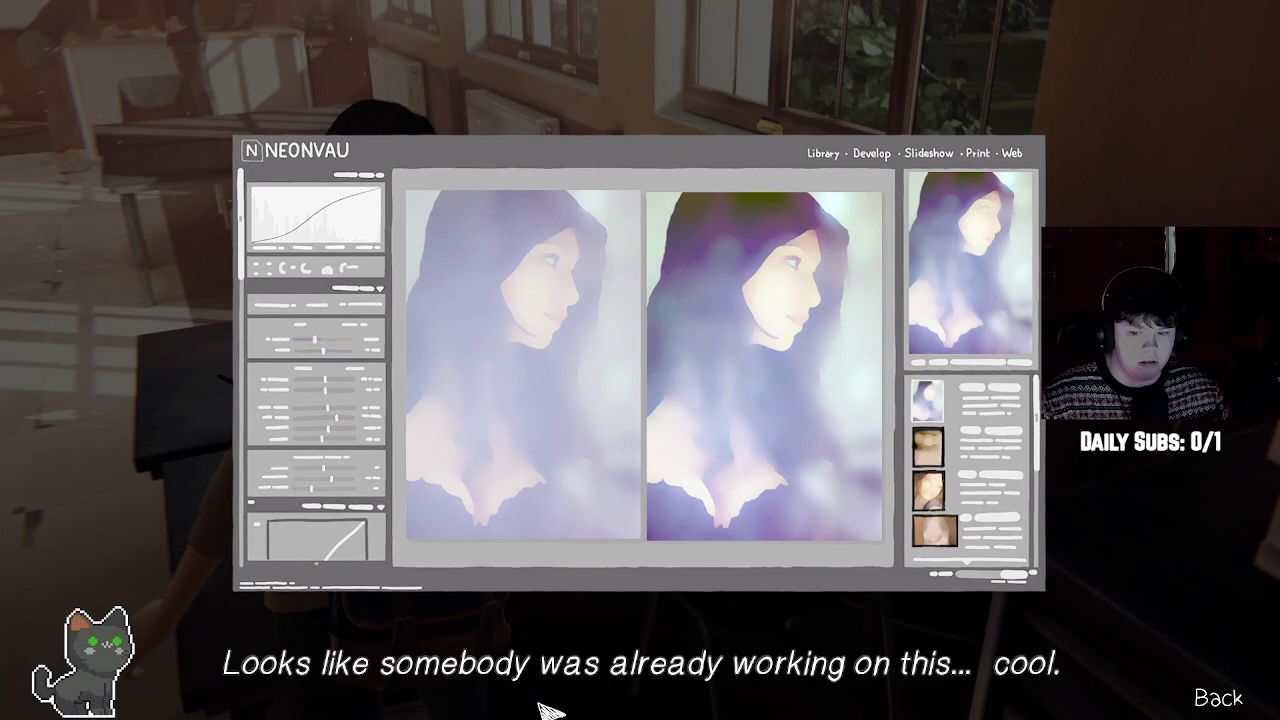 N NEONVAU
Library · Develop · Slideshow · Print · Web
DAILY SUBS: 0/1
Looks like somebody was already working on this... cool.
Back